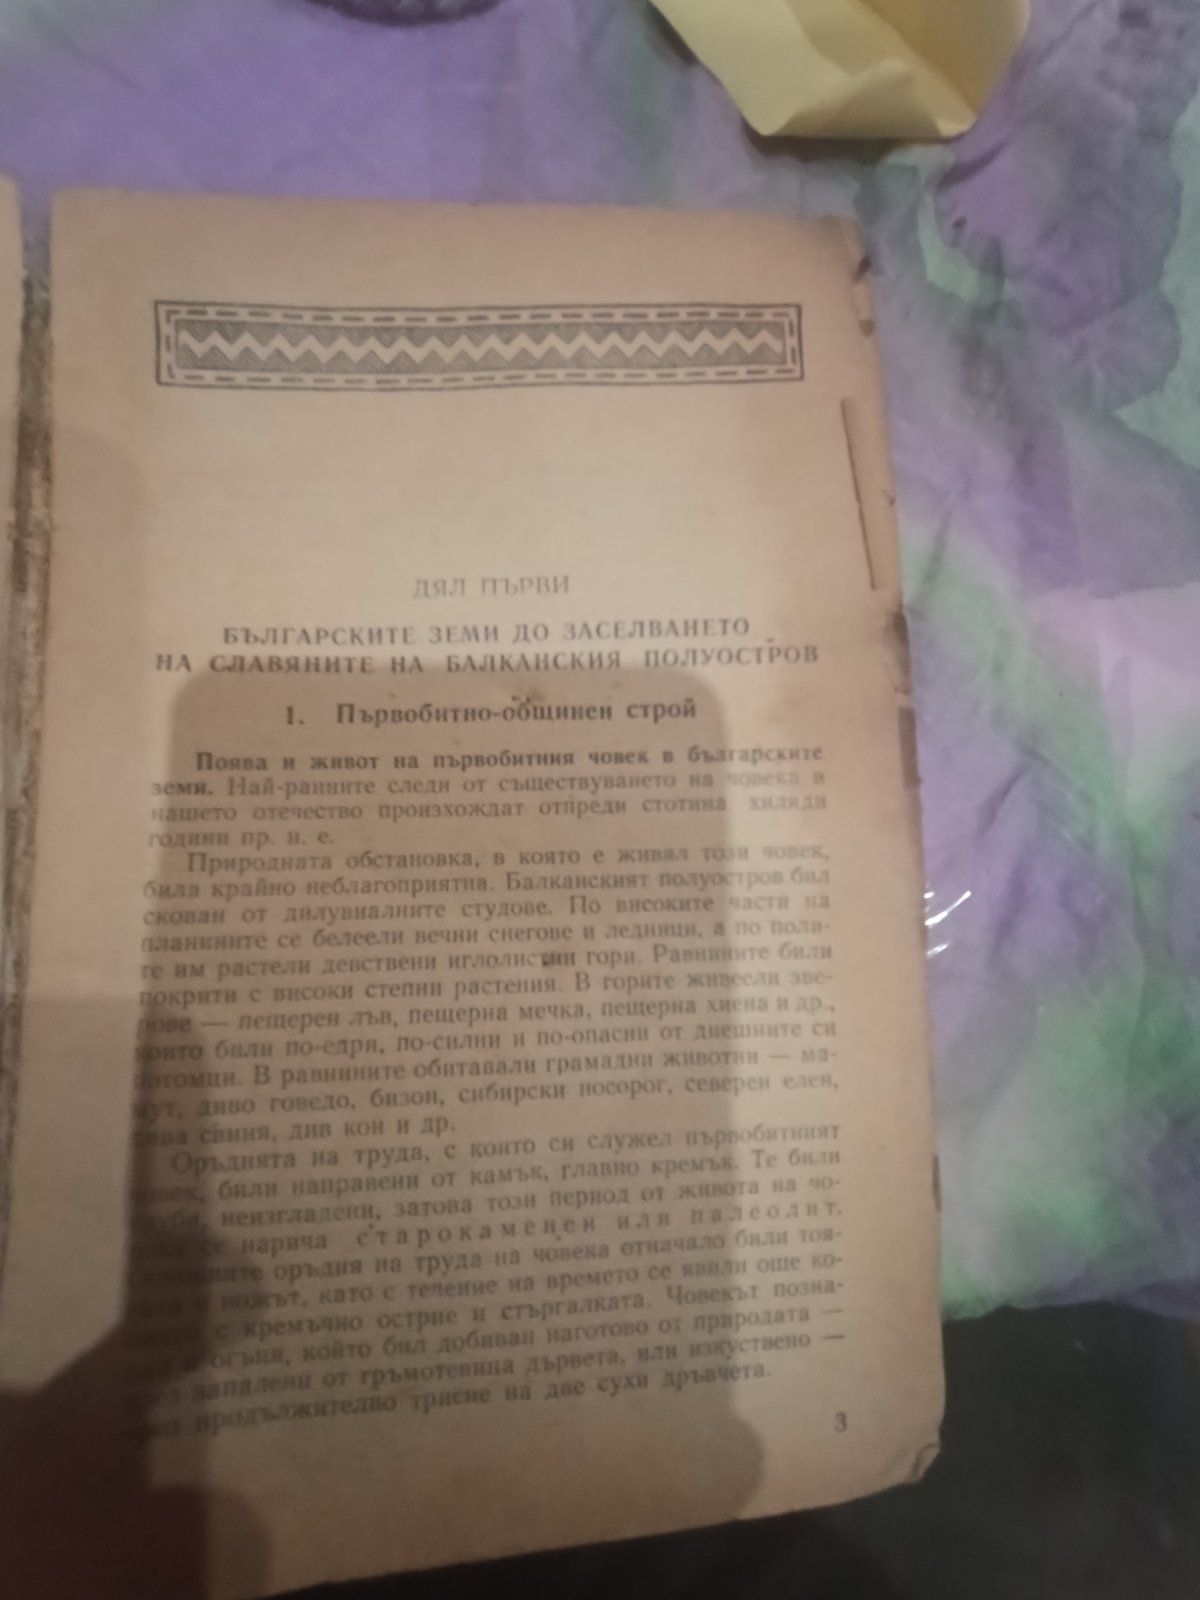 ДЯЛ ПЪРВИ
БЪЛГАРСКИТЕ ЗЕМИ ДО ЗАСЕЛВАНЕТО
НА СЛАВЯНИТЕ НА БАЛКАНСКИЯ ПОЛУОСТРОВ
1. Първобитно-общинен строй
Поява и живот на първобитния човек в българските
земи. Най-ранните следи от съществуването на човека в
нашето отечество произхождат отпреди стотина хиляди
години пр. н. е.
Природната обстановка, в която е живял този човек,
била крайно неблагоприятна. Балканският полуостров бил
скован от дилувиалните студове. По високите части на
планините се белеели вечни снегове и ледници, а по поли-
те им растели девствени иглолистни гори. Равнините били
покрити с високи степни растения. В горите живеели зве-
рове — пещерен лъв, пещерна мечка, пещерна хиена и др.,
които били по-едри, по-силни и по-опасни от днешните си
потомци. В равнините обитавали грамадни животни — ма-
мут, диво говедо, бизон, сибирски носорог, северен елен,
дива свиня, див кон и др.
Оръдията на труда, с които си служел първобитният
човек, били направени от камък, главно кремък. Те били
груби, неизгладени, затова този период от живота на чо-
века се нарича старокаменен или палеолит.
оръдия на труда на човека отначало били тоя-
гата и ножът, като с течение на времето се явили още ко-
с кремъчно острие и стъргалката. Човекът позна-
огъня, който бил добиван наготово от природата —
запалени от гръмотевица дървета, или изкуствено —
продължително триене на две сухи дръвчета.
3